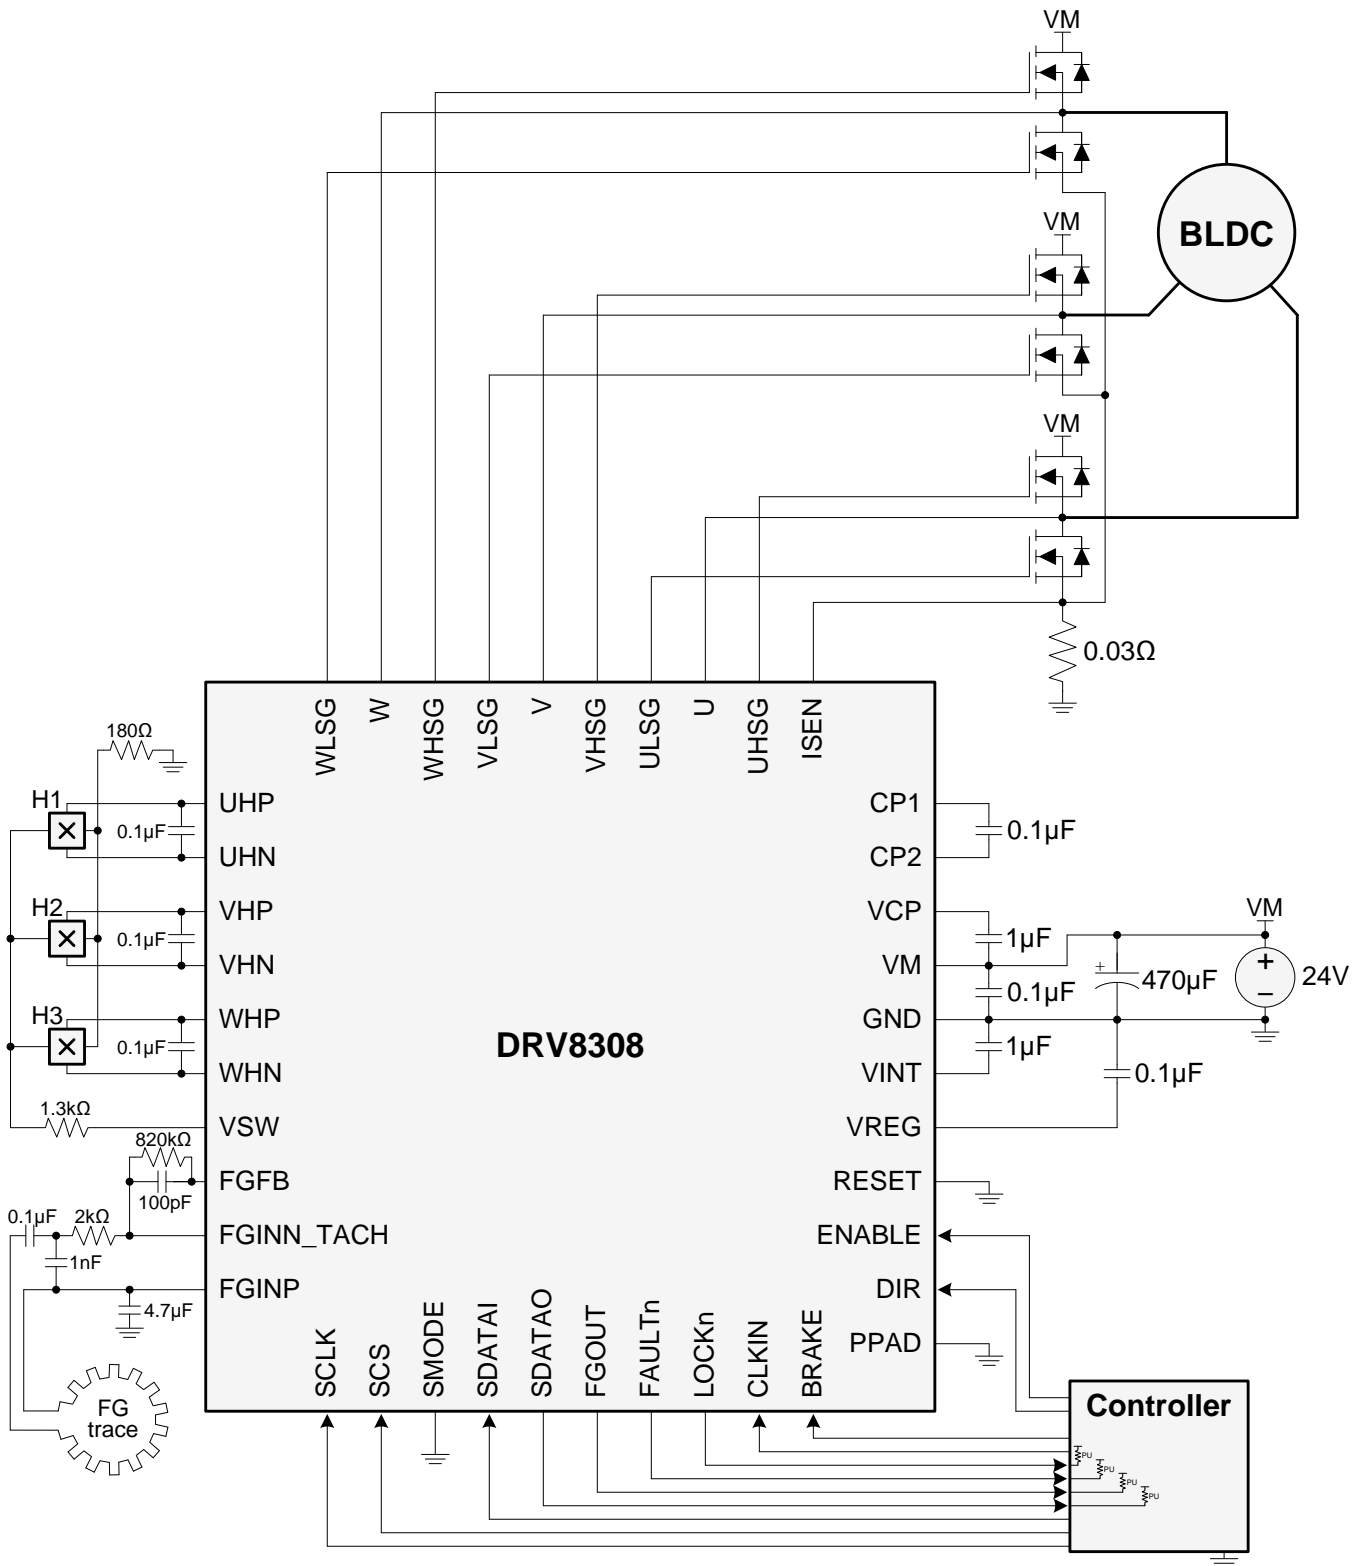 VM
VM
BLDC
VM
0.03Ω
WLSG
W
WHSG
VLSG
V
VHSG
ULSG
U
UHSG
ISEN
180Ω
H1
0.1µF
UHP
UHN
H2
0.1µF
VHP
VHN
H3
0.1µF
WHP
WHN
1.3kΩ
VSW
820kΩ
100pF
FGFB
0.1µF
2kΩ
1nF
FGINN_TACH
4.7µF
FGINP
FG
trace
DRV8308
CP1
0.1µF
CP2
VCP
1µF
VM
VM
+
470µF
+
−
24V
0.1µF
GND
1µF
VINT
0.1µF
VREG
RESET
ENABLE
DIR
PPAD
SCLK
SCS
SMODE
SDATAI
SDATAO
FGOUT
FAULTn
LOCKn
CLKIN
BRAKE
Controller
PU
PU
PU
PU